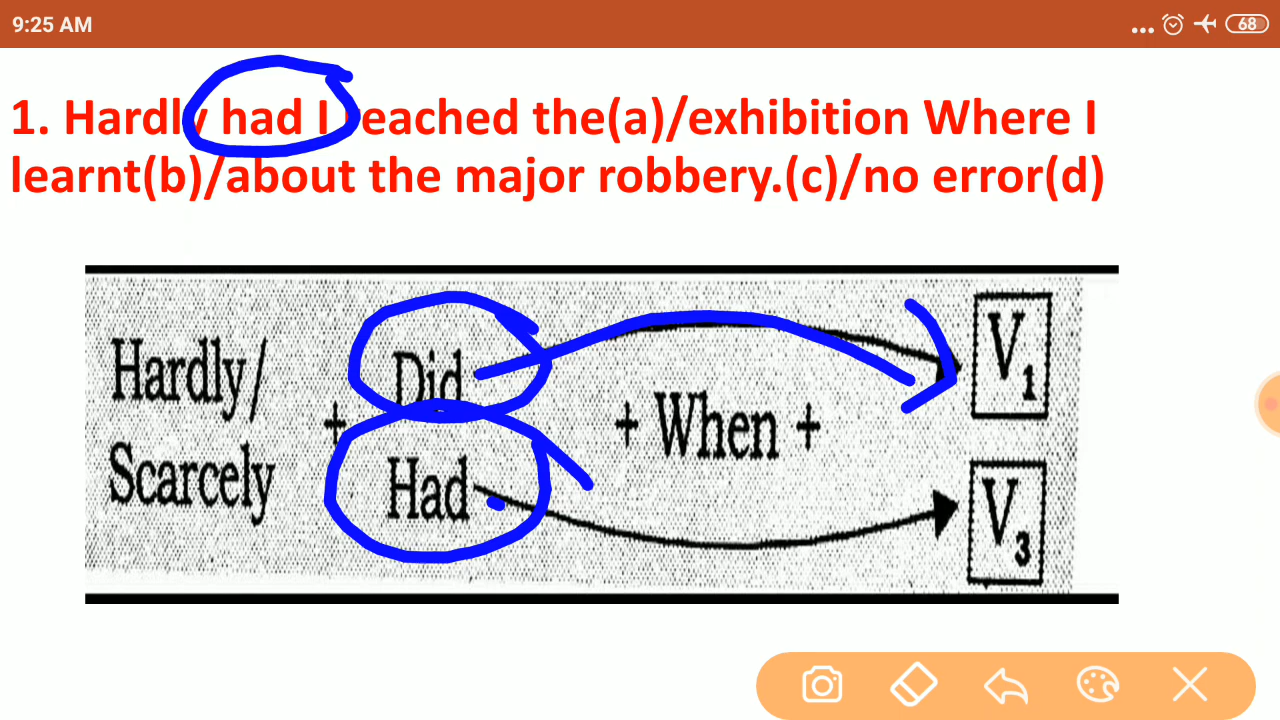 9:25 AM
68
1. Hardly had I reached the(a)/exhibition Where I
learnt(b)/about the major robbery.(c)/no error(d)
Hardly/
Scarcely
+
Did
Had
+ When +
V1
V3